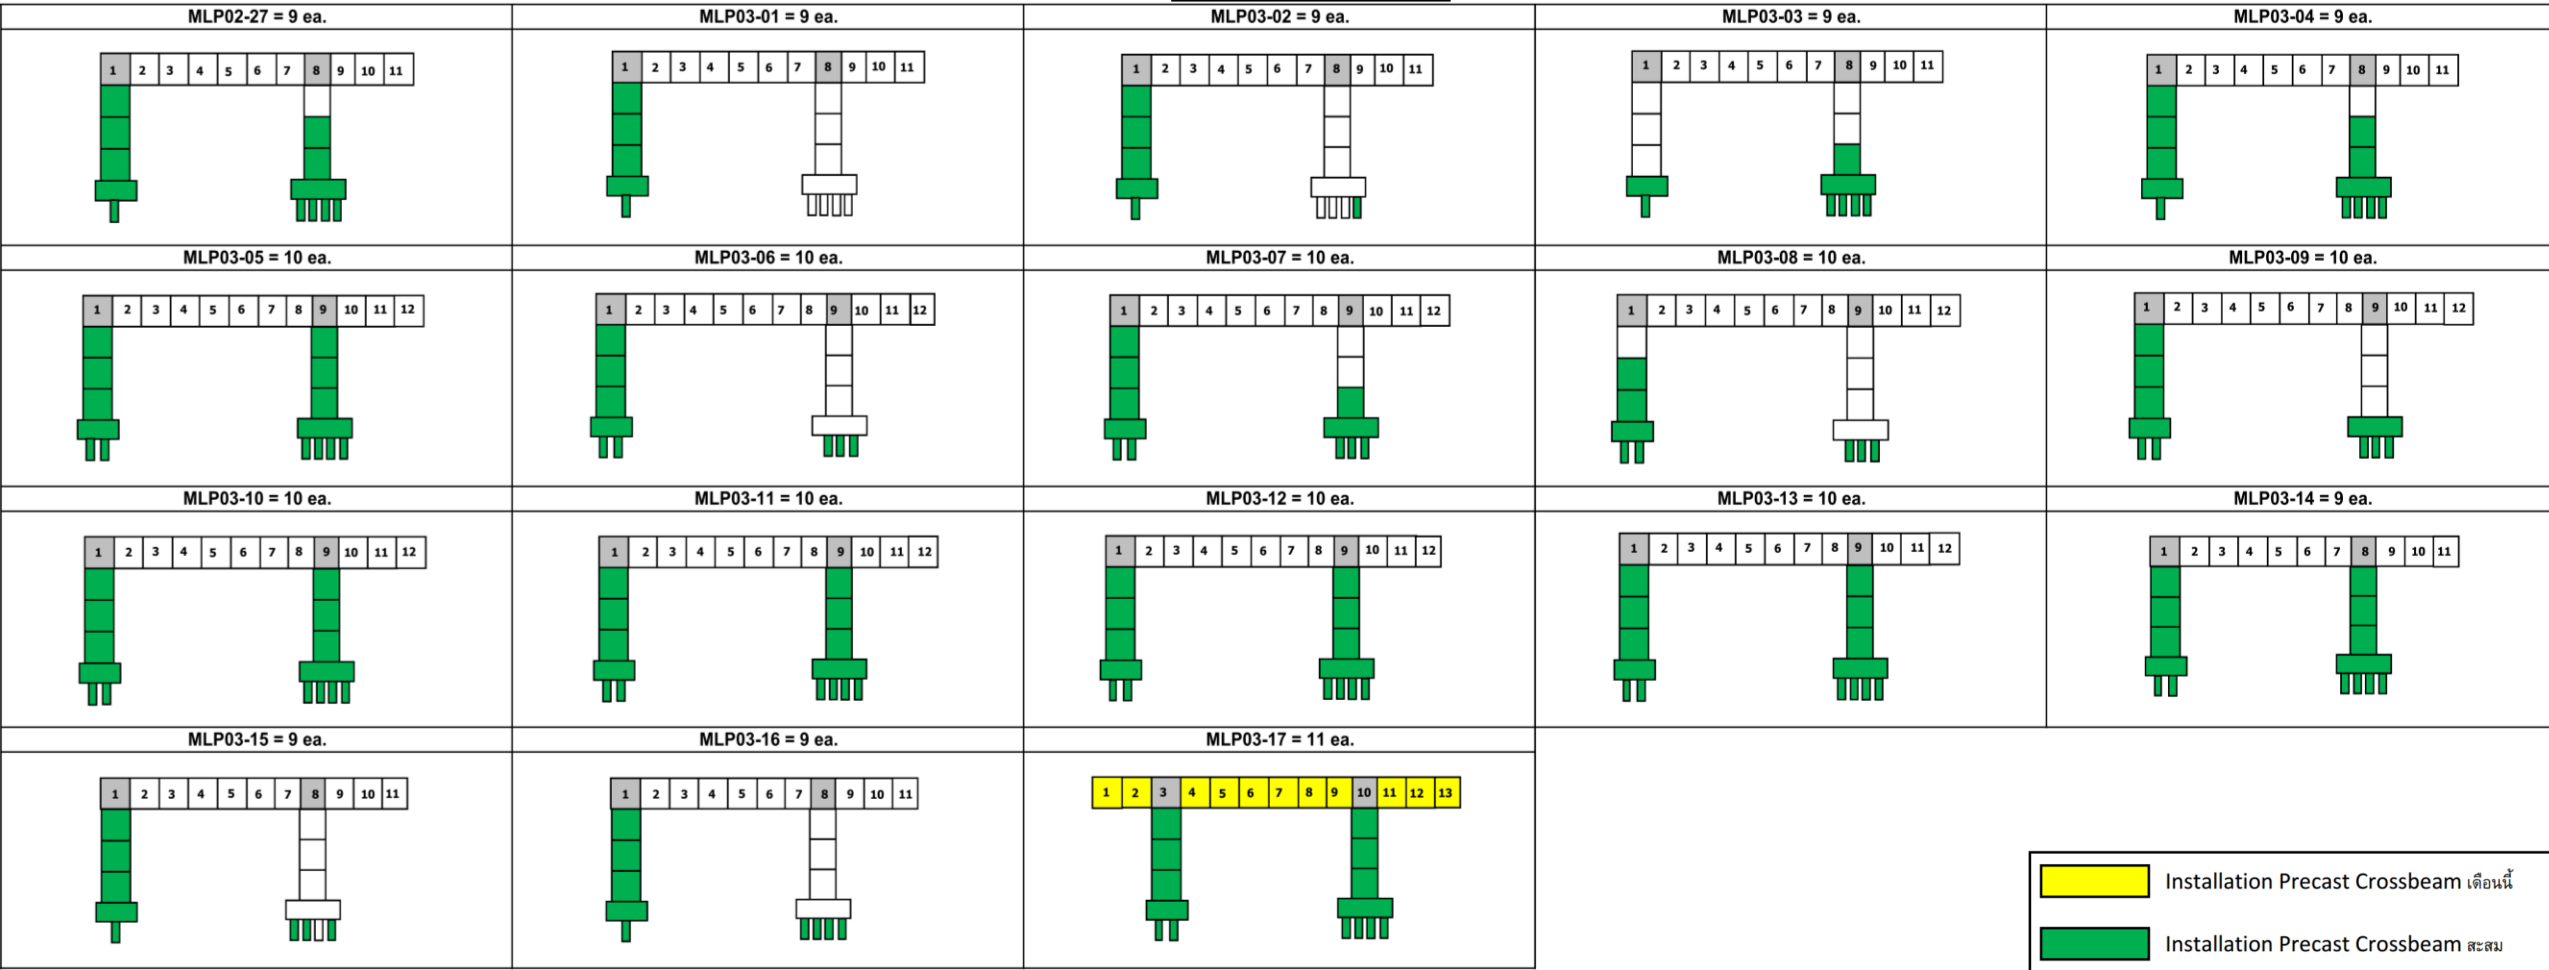 MLP02-27 = 9 ea. MLP03-01 = 9 ea. MLP03-02 = 9 ea. MLP03-03 = 9 ea. MLP03-04 = 9 ea.
1 2 3 4 5 6 7 8 9 10 11
1 2 3 4 5 6 7 8 9 10 11
1 2 3 4 5 6 7 8 9 10 11
1 2 3 4 5 6 7 8 9 10 11
1 2 3 4 5 6 7 8 9 10 11
MLP03-05 = 10 ea. MLP03-06 = 10 ea. MLP03-07 = 10 ea. MLP03-08 = 10 ea. MLP03-09 = 10 ea.
1 2 3 4 5 6 7 8 9 10 11 12
1 2 3 4 5 6 7 8 9 10 11 12
1 2 3 4 5 6 7 8 9 10 11 12
1 2 3 4 5 6 7 8 9 10 11 12
1 2 3 4 5 6 7 8 9 10 11 12
MLP03-10 = 10 ea. MLP03-11 = 10 ea. MLP03-12 = 10 ea. MLP03-13 = 10 ea. MLP03-14 = 9 ea.
1 2 3 4 5 6 7 8 9 10 11 12
1 2 3 4 5 6 7 8 9 10 11 12
1 2 3 4 5 6 7 8 9 10 11 12
1 2 3 4 5 6 7 8 9 10 11 12
1 2 3 4 5 6 7 8 9 10 11
MLP03-15 = 9 ea. MLP03-16 = 9 ea. MLP03-17 = 11 ea.
1 2 3 4 5 6 7 8 9 10 11
1 2 3 4 5 6 7 8 9 10 11
1 2 3 4 5 6 7 8 9 10 11 12 13
Installation Precast Crossbeam เดือนนี้
Installation Precast Crossbeam สะสม